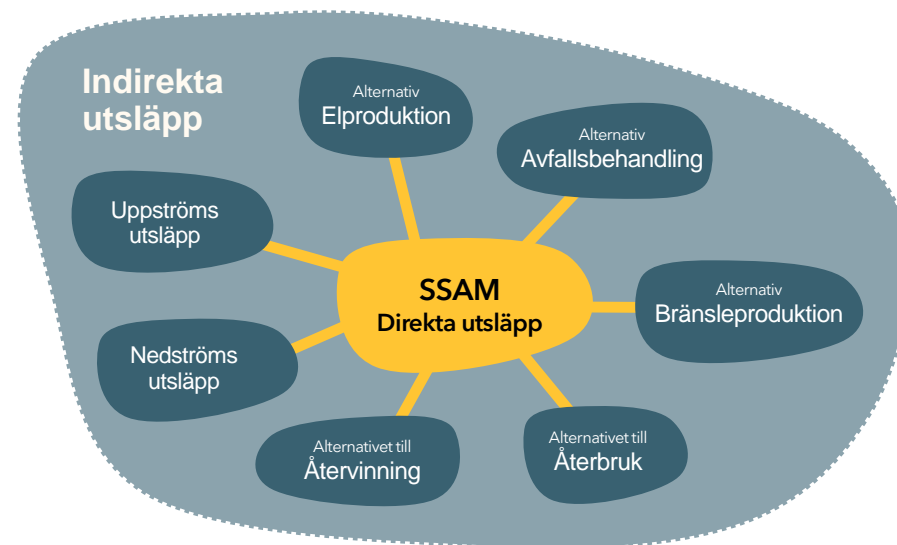 Indirekta
utsläpp
Alternativ
Elproduktion
Alternativ
Avfallsbehandling
Uppströms
utsläpp
SSAM
Direkta utsläpp
Alternativ
Bränsleproduktion
Nedströms
utsläpp
Alternativet till
Återvinning
Alternativet till
Återbruk